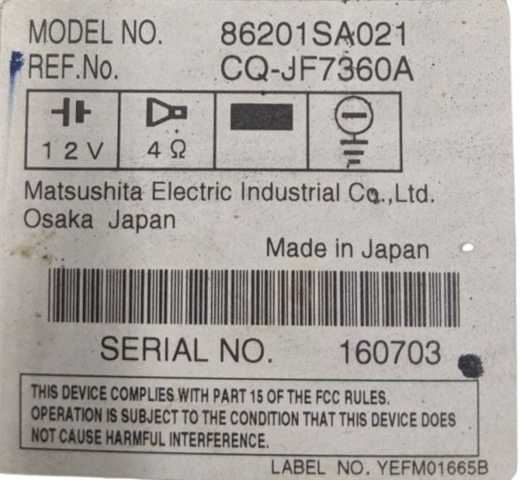 MODEL NO. 86201SA021
REF.No. CQ-JF7360A
12V 4Ω
Matsushita Electric Industrial Co.,Ltd.
Osaka Japan
Made in Japan
SERIAL NO. 160703
THIS DEVICE COMPLIES WITH PART 15 OF THE FCC RULES.
OPERATION IS SUBJECT TO THE CONDITION THAT THIS DEVICE DOES
NOT CAUSE HARMFUL INTERFERENCE.
LABEL NO. YEFM01665B